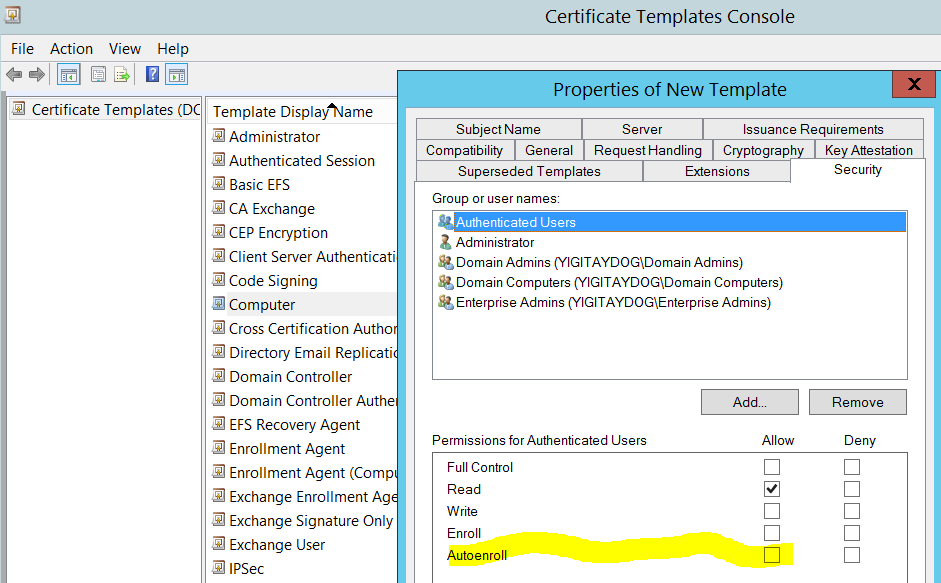 Certificate Templates Console
File Action View Help
Certificate Templates (DC
Template Display Name
Administrator
Authenticated Session
Basic EFS
CA Exchange
CEP Encryption
Client Server Authenticati
Code Signing
Computer
Cross Certification Author
Directory Email Replicatic
Domain Controller
Domain Controller Authen
EFS Recovery Agent
Enrollment Agent
Enrollment Agent (Compu
Exchange Enrollment Age
Exchange Signature Only
Exchange User
IPSec
Properties of New Template
X
Subject Name Server Issuance Requirements
Compatibility General Request Handling Cryptography Key Attestation
Superseded Templates Extensions Security
Group or user names:
Authenticated Users
Administrator
Domain Admins (YIGITAYDOG\Domain Admins)
Domain Computers (YIGITAYDOG\Domain Computers)
Enterprise Admins (YIGITAYDOG\Enterprise Admins)
Add... Remove
Permissions for Authenticated Users Allow Deny
Full Control
Read
Write
Enroll
Autoenroll